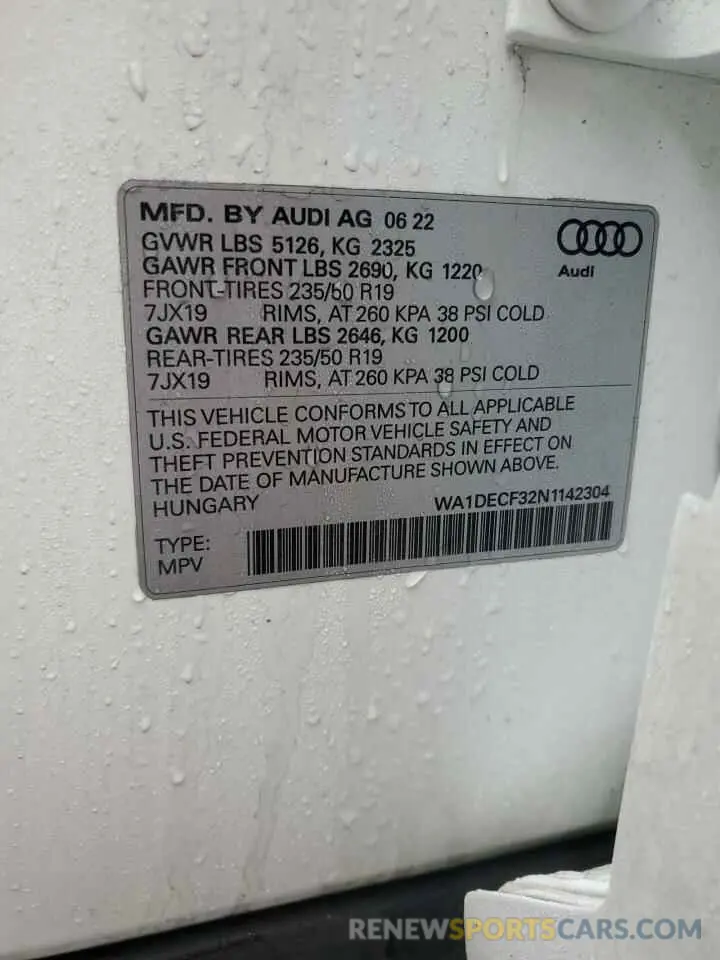 MFD. BY AUDI AG 06 22
GVWR LBS 5126, KG 2325
GAWR FRONT LBS 2690, KG 1220
FRONT-TIRES 235/50 R19
7JX19 RIMS, AT 260 KPA 38 PSI COLD
GAWR REAR LBS 2646, KG 1200
REAR-TIRES 235/50 R19
7JX19 RIMS, AT 260 KPA 38 PSI COLD
Audi
THIS VEHICLE CONFORMS TO ALL APPLICABLE
U.S. FEDERAL MOTOR VEHICLE SAFETY AND
THEFT PREVENTION STANDARDS IN EFFECT ON
THE DATE OF MANUFACTURE SHOWN ABOVE.
HUNGARY WA1DECF32N1142304
TYPE:
MPV
RENEWSPORTSCARS.COM